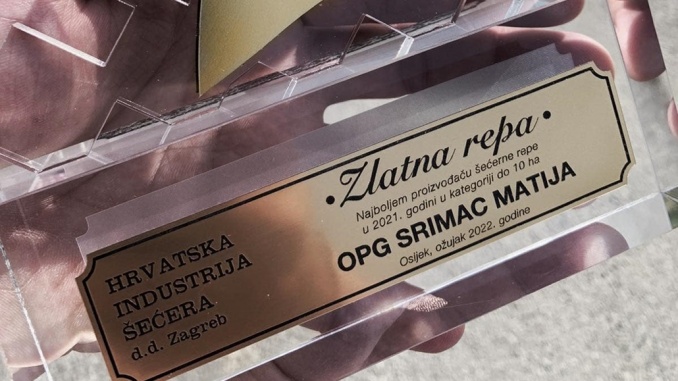 •Zlatna repa•
Najboljem proizvođaču šećerne repe
u 2021. godini u kategoriji do 10 ha
OPG SRIMAC MATIJA
Osijek, ožujak 2022. godine
HRVATSKA
INDUSTRIJA
ŠEĆERA
d.d. Zagreb